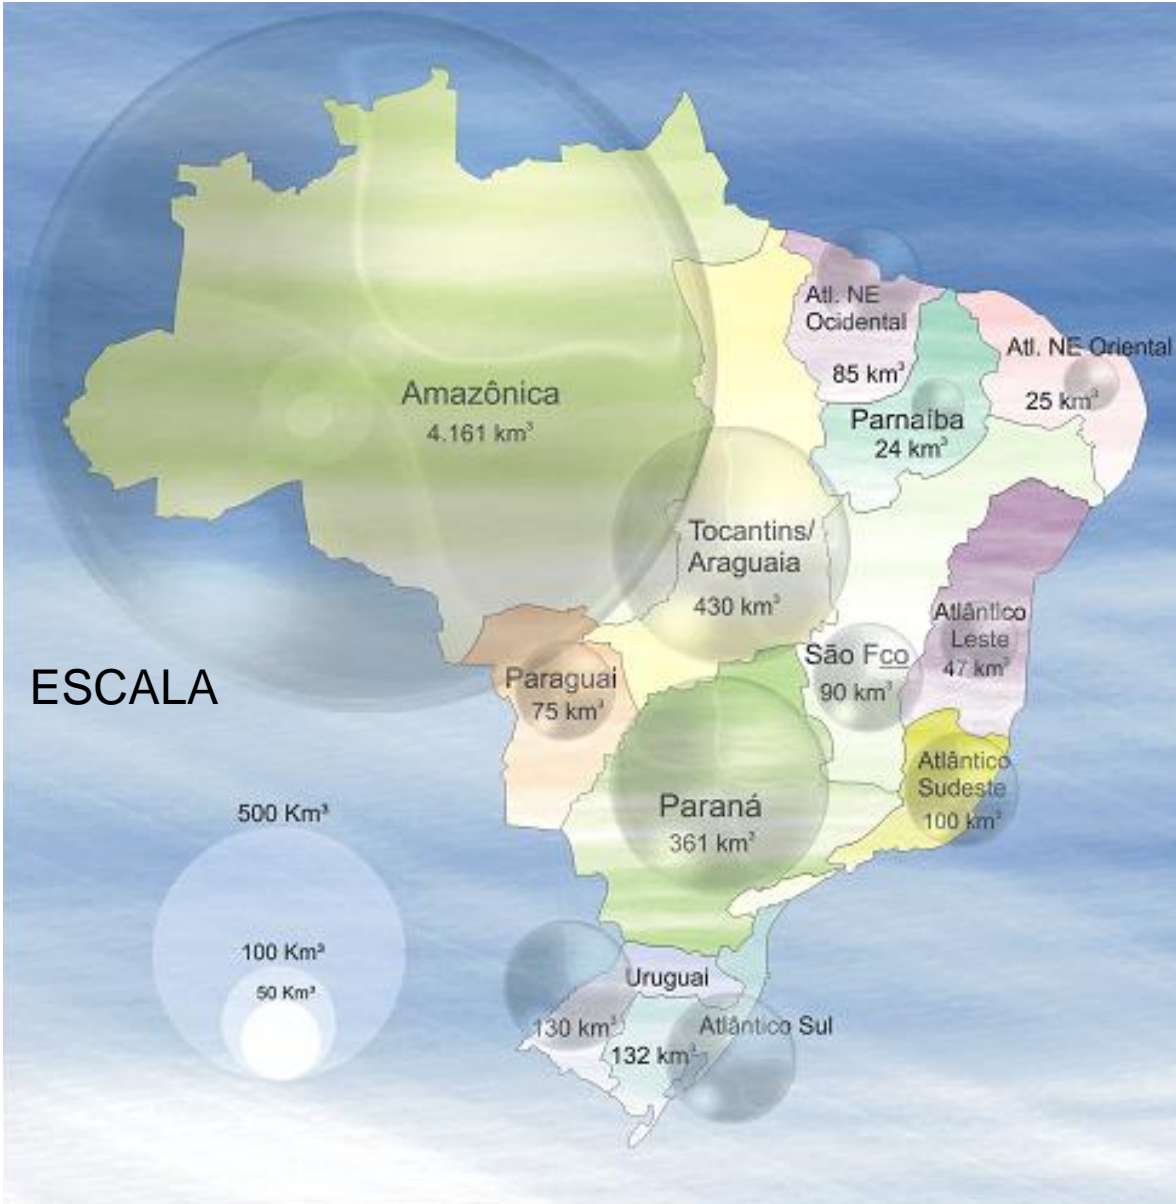 Atl. NE
Ocidental
85 km³
Atl. NE Oriental
25 km³
Amazônica
4.161 km³
Parnaíba
24 km³
Tocantins/
Araguaia
430 km³
Atlântico
Leste
47 km³
São Fco
90 km³
Paraguai
75 km³
ESCALA
Atlântico
Sudeste
100 km³
Paraná
361 km³
500 Km³
100 Km³
50 Km³
Uruguai
130 km³
Atlântico Sul
132 km³